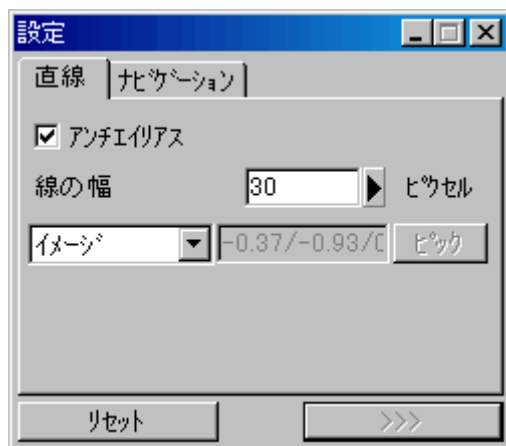 設定
直線 ﾅﾋﾞｹﾞｰｼｮﾝ
ｱﾝﾁｴｲﾘｱｽ
線の幅 30 ﾋﾟｸｾﾙ
ｲﾒｰｼﾞ -0.37/-0.93/0 ﾋﾟｯｸ
ﾘｾｯﾄ >>>